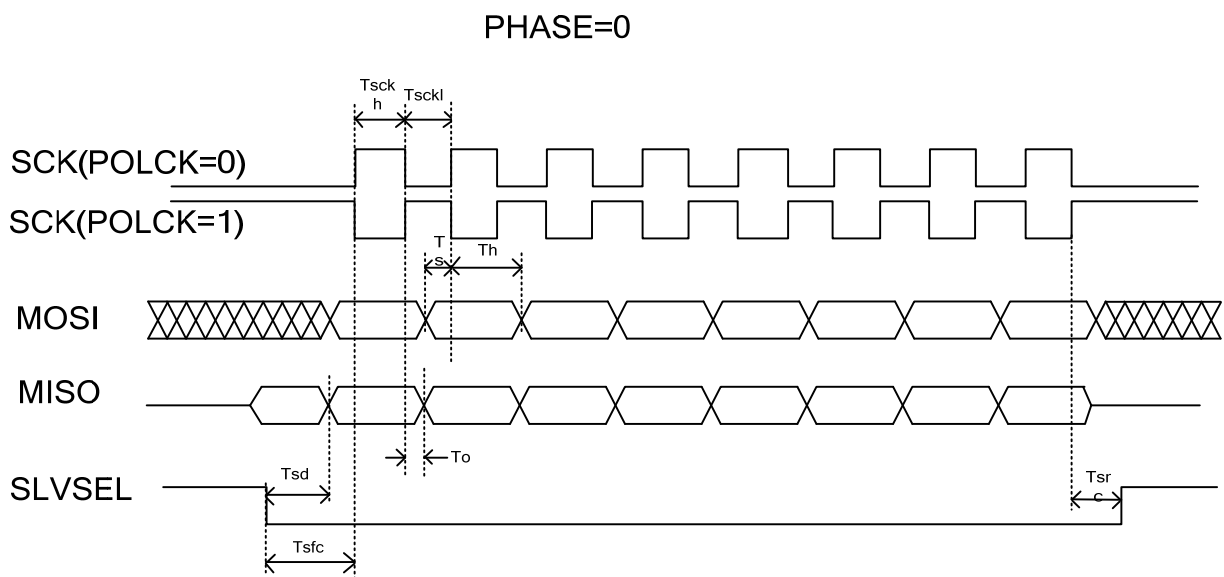 PHASE=0
Tsck
h
Tsckl
SCK(POLCK=0)
SCK(POLCK=1)
T
s
Th
MOSI
MISO
To
Tsd
SLVSEL
Tsr
c
Tsfc